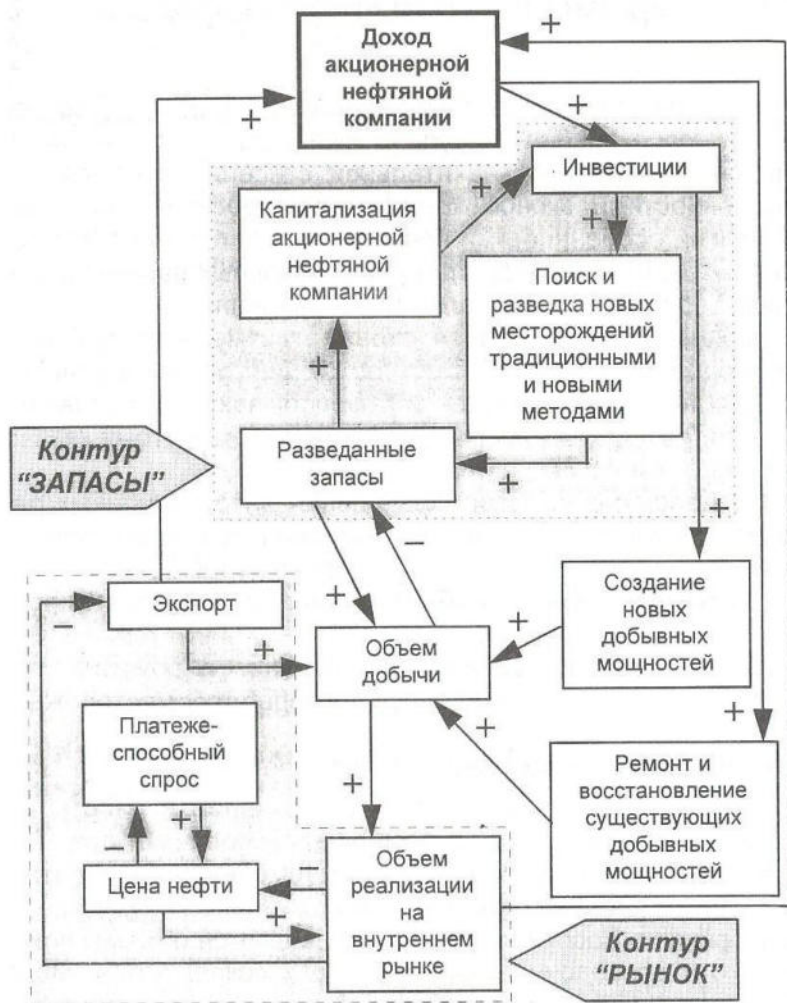 Доход
акционерной
нефтяной
компании
+
+
+
Инвестиции
+
+
Капитализация
акционерной
нефтяной
компании
Поиск и
разведка новых
месторождений
традиционными
и новыми
методами
+
Контур
“ЗАПАСЫ”
Разведанные
запасы
+
+
–
Экспорт
–
+
+
+
Объем
добычи
Создание
новых
добывных
мощностей
Платеже-
способный
спрос
+
+
+
Ремонт и
восстановление
существующих
добывных
мощностей
–
+
–
Цена нефти
+
Объем
реализации
на
внутреннем
рынке
Контур
“РЫНОК”